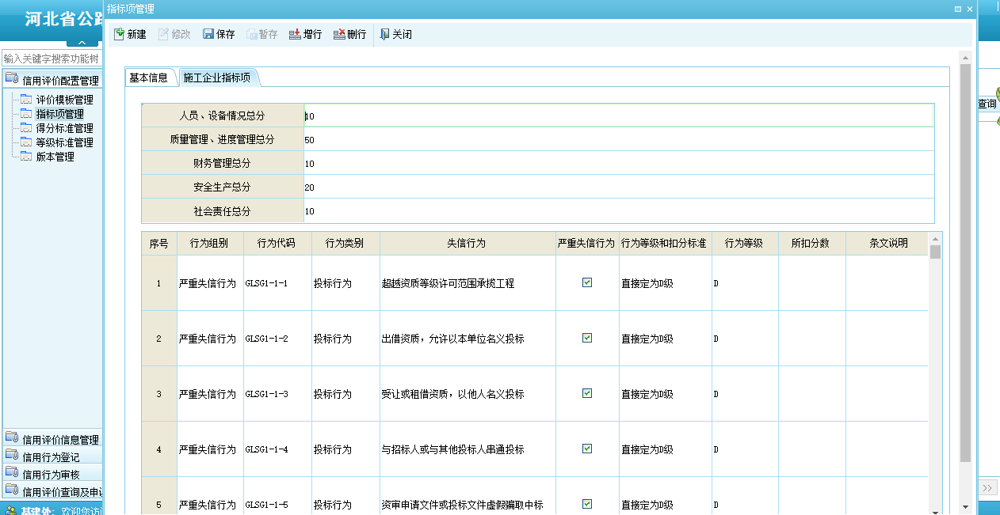 河北省公路
指标项管理
新建 修改 保存 暂存 增行 删行 关闭
输入关键字搜索功能树
信用评价配置管理
评价模板管理
指标项管理
得分标准管理
等级标准管理
版本管理
信用评价信息管理
信用行为登记
信用行为审核
信用评价查询及申
基建处: 欢迎您访
查询
基本信息 施工企业指标项
人员、设备情况总分 10
质量管理、进度管理总分 50
财务管理总分 10
安全生产总分 20
社会责任总分 10
序号 行为组别 行为代码 行为类别 失信行为 严重失信行为 行为等级和扣分标准 行为等级 所扣分数 条文说明
1 严重失信行为 GLSG1-1-1 投标行为 超越资质等级许可范围承揽工程 直接定为D级 D
2 严重失信行为 GLSG1-1-2 投标行为 出借资质，允许以本单位名义投标 直接定为D级 D
3 严重失信行为 GLSG1-1-3 投标行为 受让或租借资质，以他人名义投标 直接定为D级 D
4 严重失信行为 GLSG1-1-4 投标行为 与招标人或与其他投标人串通投标 直接定为D级 D
5 严重失信行为 GLSG1-1-5 投标行为 资审申请文件或投标文件虚假骗取中标 直接定为D级 D